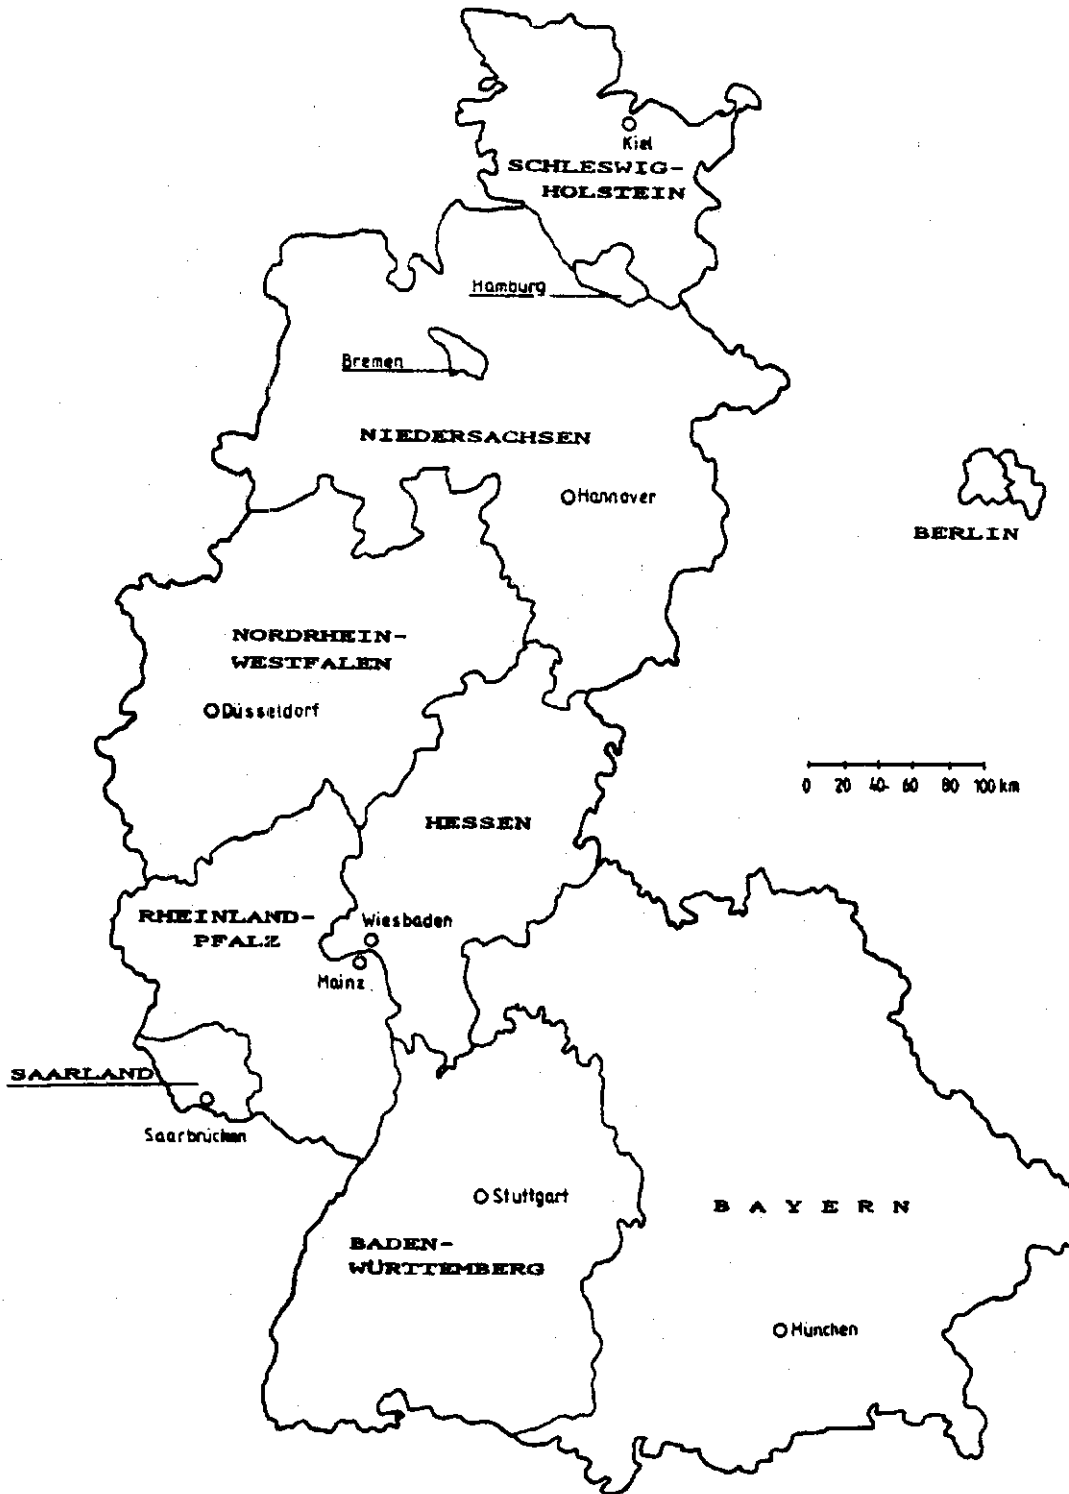 Kiel
SCHLESWIG-
HOLSTEIN
Hamburg
Bremen
NIEDERSACHSEN
Hannover
BERLIN
NORDRHEIN-
WESTFALEN
Düsseldorf
0 20 40 60 80 100 km
HESSEN
RHEINLAND-
PFALZ
Wiesbaden
Mainz
SAARLAND
Saarbrücken
Stuttgart
BAYERN
BADEN-
WÜRTTEMBERG
München